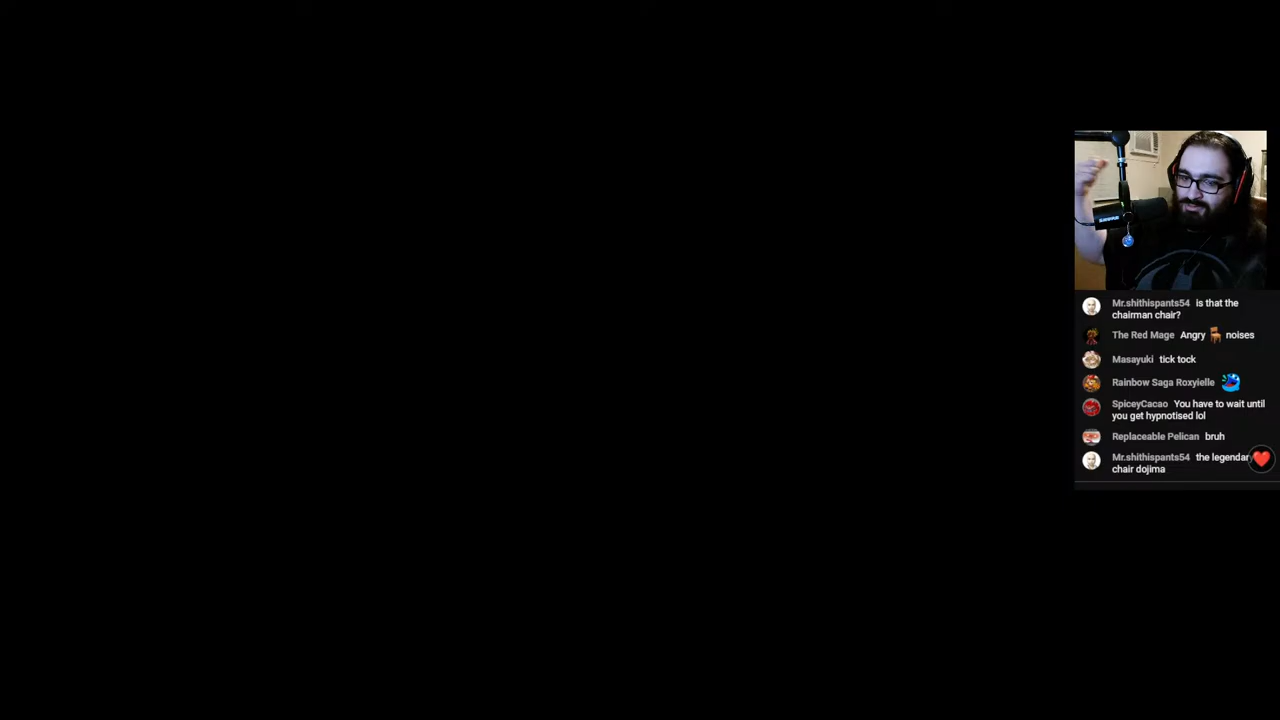 SHURE
Mr.shithispants54 is that the
chairman chair?
The Red Mage Angry 🪑 noises
Masayuki tick tock
Rainbow Saga Roxyielle
SpiceyCacao You have to wait until
you get hypnotised lol
Replaceable Pelican bruh
Mr.shithispants54 the legendary
chair dojima